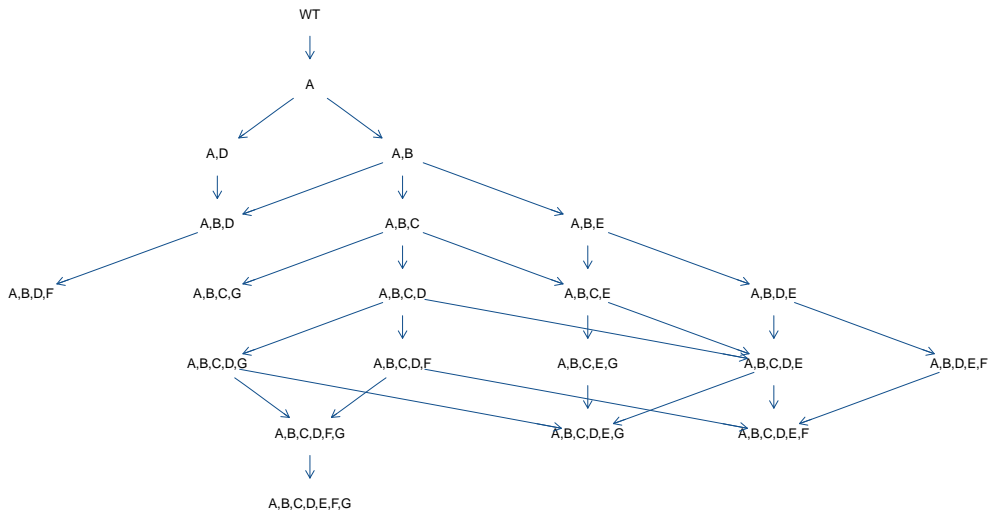 WT
A
A,D
A,B
A,B,D
A,B,C
A,B,E
A,B,D,F
A,B,C,G
A,B,C,D
A,B,C,E
A,B,D,E
A,B,C,D,G
A,B,C,D,F
A,B,C,E,G
A,B,C,D,E
A,B,D,E,F
A,B,C,D,F,G
A,B,C,D,E,G
A,B,C,D,E,F
A,B,C,D,E,F,G